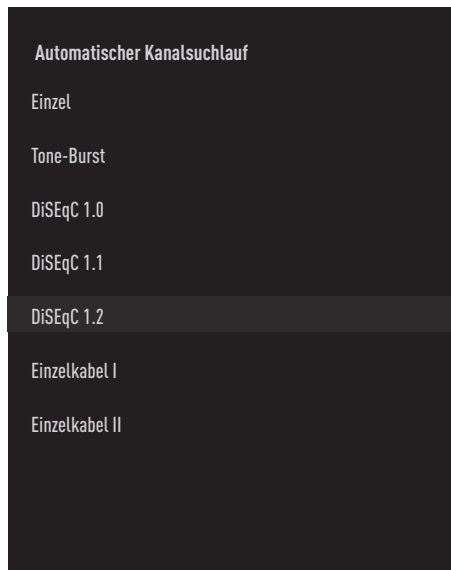 Automatischer Kanalsuchlauf
Einzel
Tone-Burst
DiSEqC 1.0
DiSEqC 1.1
DiSEqC 1.2
Einzelkabel I
Einzelkabel II